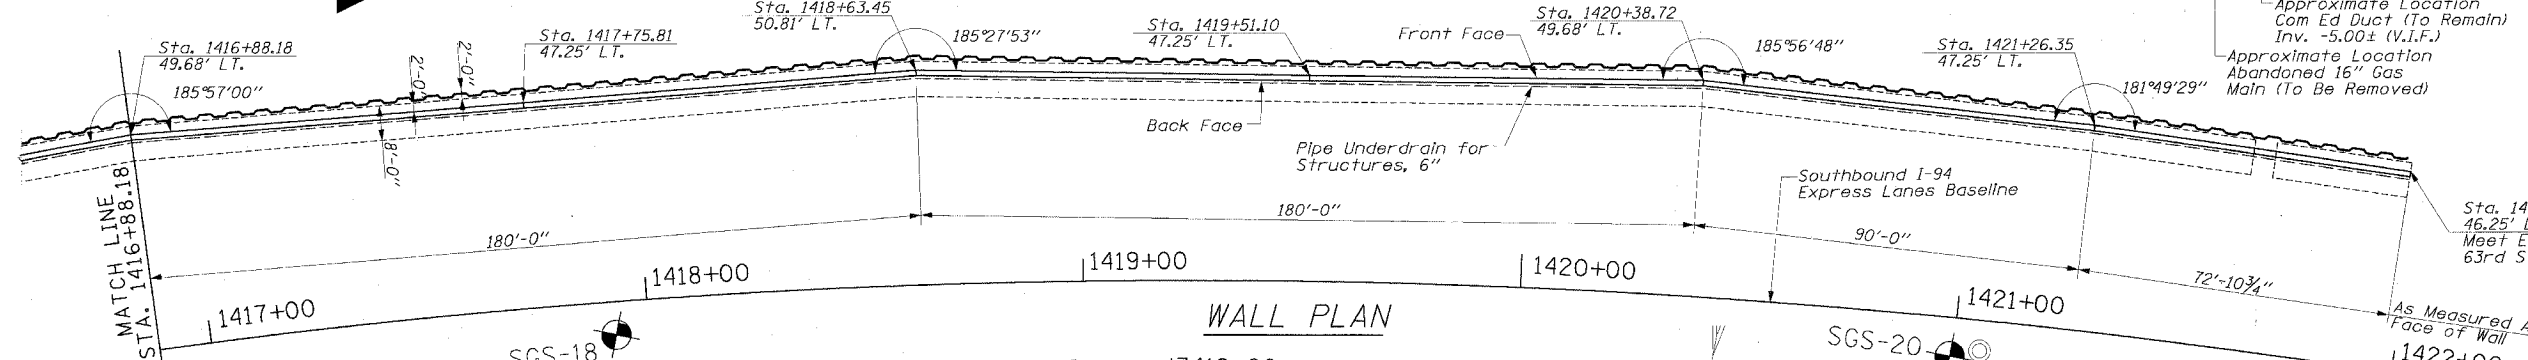 Sta. 1416+88.18
49.68' LT.
185°57'00"
2'-0"
2'-0"
8'-0"
Sta. 1417+75.81
47.25' LT.
Sta. 1418+63.45
50.81' LT.
185°27'53"
Sta. 1419+51.10
47.25' LT.
Front Face
Sta. 1420+38.72
49.68' LT.
185°56'48"
Sta. 1421+26.35
47.25' LT.
181°49'29"
Approximate Location
Com Ed Duct (To Remain)
Inv. -5.00± (V.I.F.)
Approximate Location
Abandoned 16" Gas
Main (To Be Removed)
Back Face
Pipe Underdrain for
Structures, 6"
Southbound I-94
Express Lanes Baseline
MATCH LINE
STA. 1416+88.18
180'-0"
180'-0"
90'-0"
72'-10¾"
Sta. 14
46.25'
Meet
63rd
As Measured
Face of Wall
1417+00
1418+00
1419+00
1420+00
1421+00
1422+00
WALL PLAN
SGS-18
SGS-20